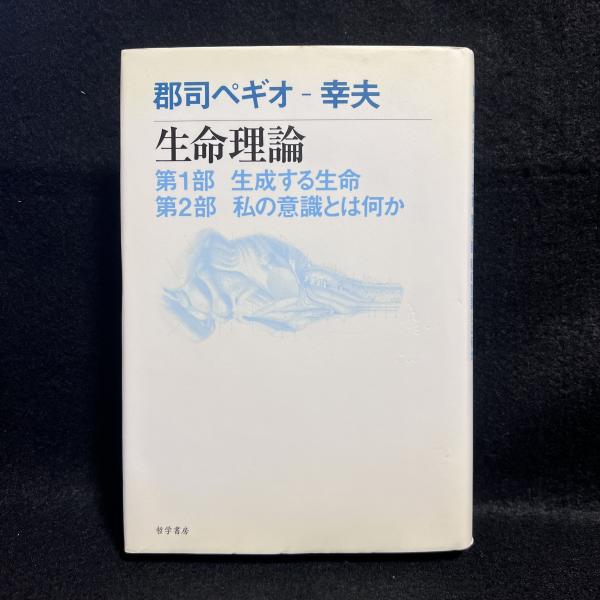 郡司ペギオ-幸夫
生命理論
第1部 生成する生命
第2部 私の意識とは何か
哲学書房